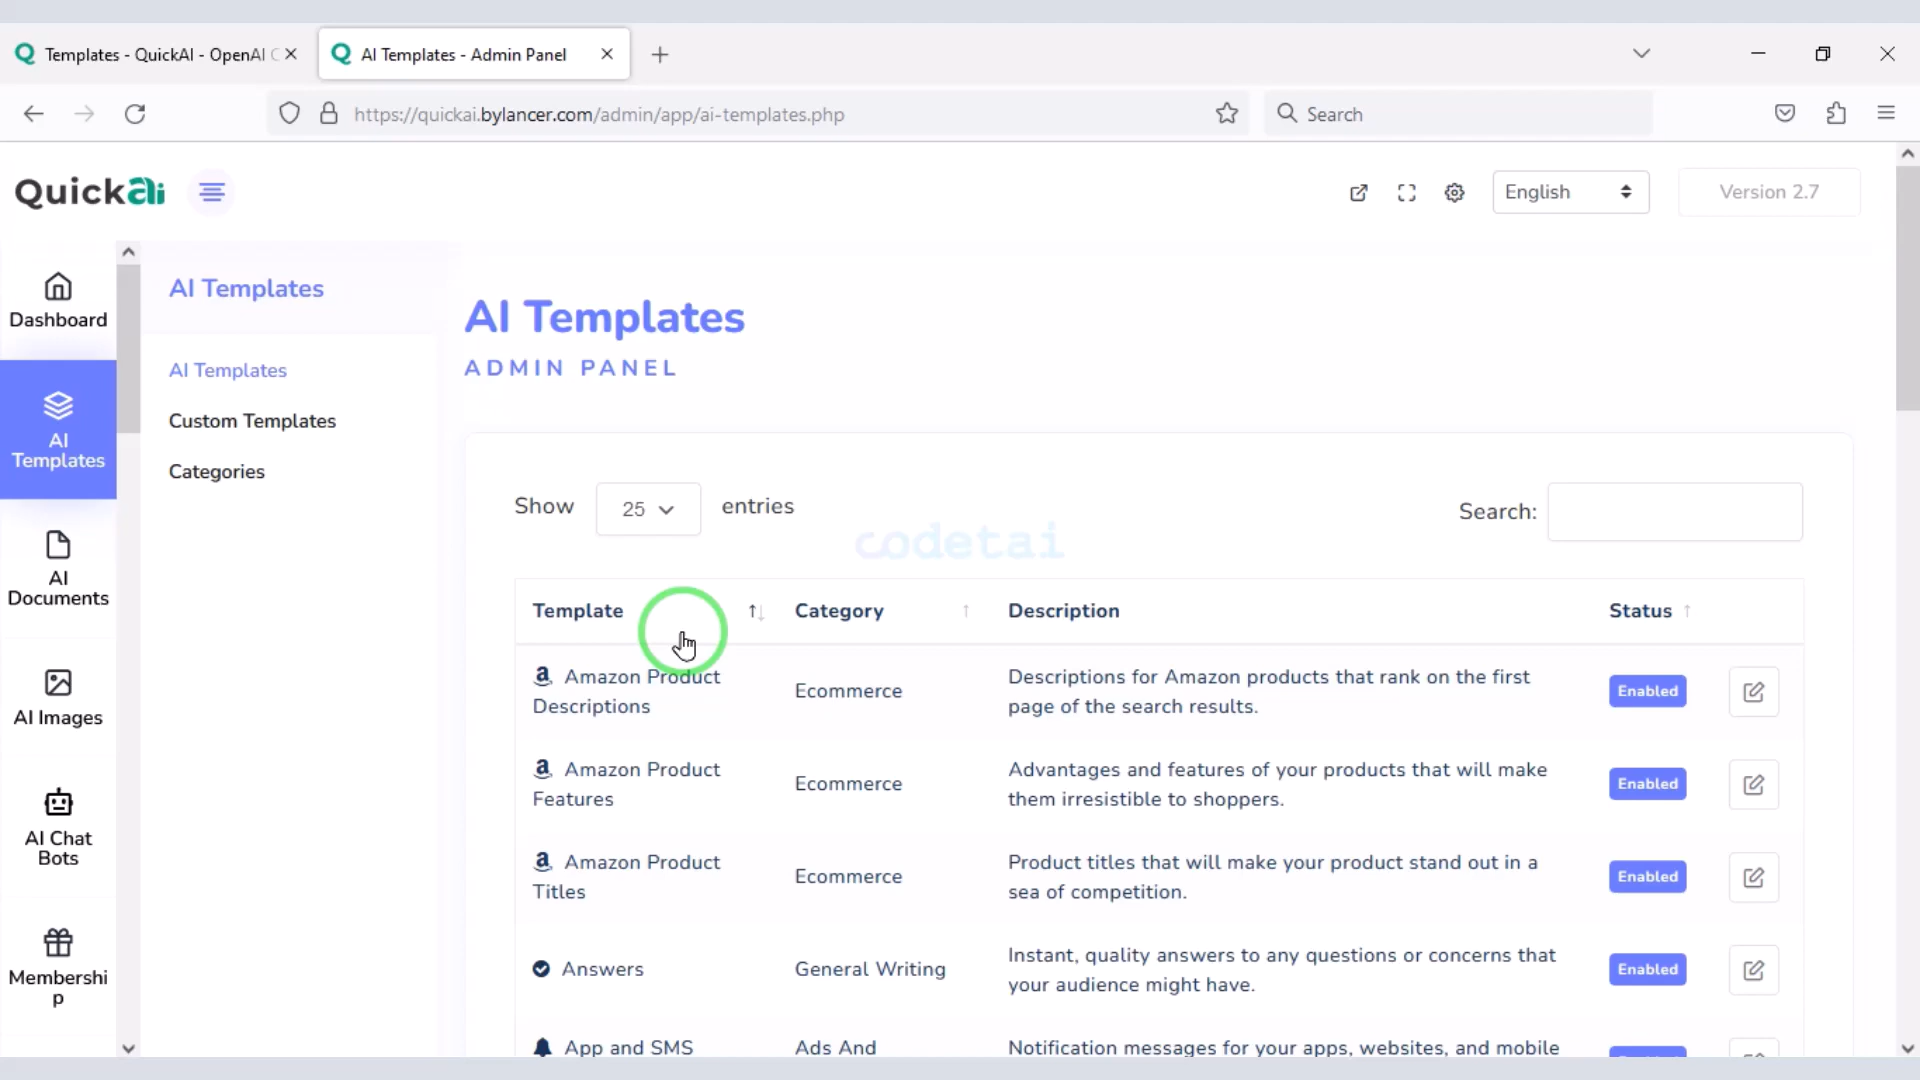 Templates - QuickAI - OpenAI C
AI Templates - Admin Panel
https://quickai.bylancer.com/admin/app/ai-templates.php
Search
QuickAi
English
Version 2.7
Dashboard
AI
Templates
AI
Documents
AI Images
AI Chat
Bots
Membershi
p
AI Templates
AI Templates
Custom Templates
Categories
AI Templates
ADMIN PANEL
Show 25 entries
Search:
codetai
Template Category Description Status
Amazon Product
Descriptions
Ecommerce
Descriptions for Amazon products that rank on the first
page of the search results.
Enabled
Amazon Product
Features
Ecommerce
Advantages and features of your products that will make
them irresistible to shoppers.
Enabled
Amazon Product
Titles
Ecommerce
Product titles that will make your product stand out in a
sea of competition.
Enabled
Answers
General Writing
Instant, quality answers to any questions or concerns that
your audience might have.
Enabled
App and SMS
Ads And
Notification messages for your apps, websites, and mobile